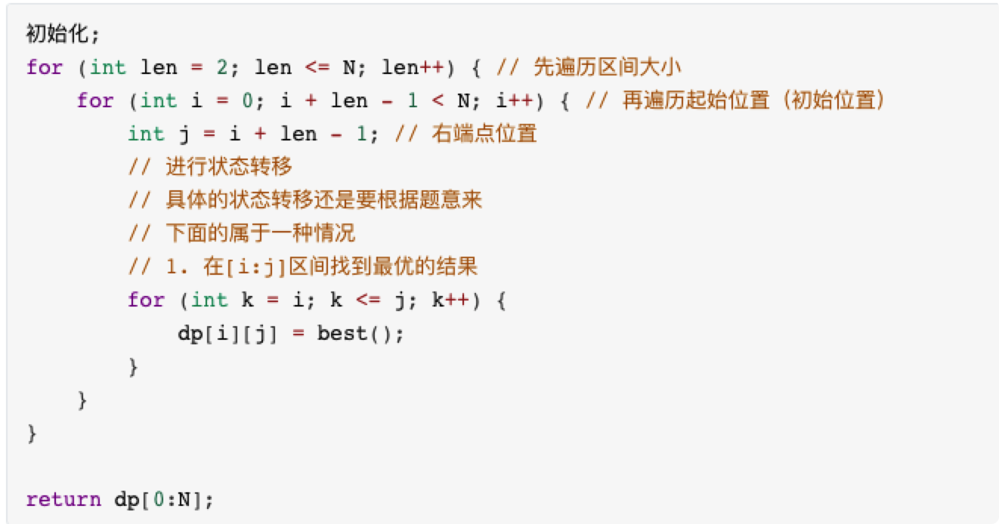 初始化;
for (int len = 2; len <= N; len++) { // 先遍历区间大小
    for (int i = 0; i + len - 1 < N; i++) { // 再遍历起始位置（初始位置）
        int j = i + len - 1; // 右端点位置
        // 进行状态转移
        // 具体的状态转移还是要根据题意来
        // 下面的属于一种情况
        // 1. 在[i:j]区间找到最优的结果
        for (int k = i; k <= j; k++) {
            dp[i][j] = best();
        }
    }
}
return dp[0:N];